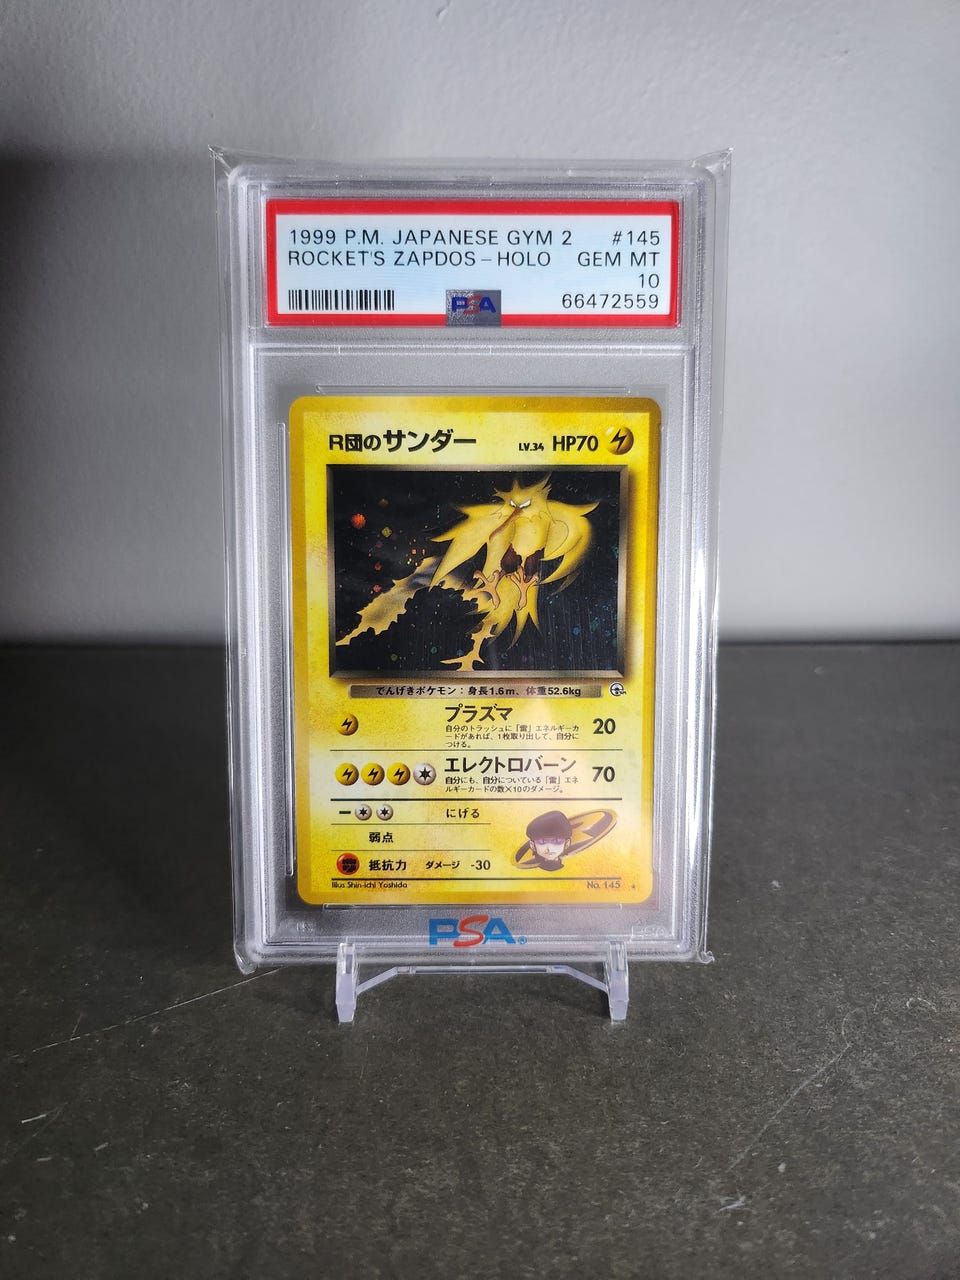 1999 P.M. JAPANESE GYM 2 #145
ROCKET'S ZAPDOS-HOLO GEM MT
10
PSA 66472559
R団のサンダー LV.34 HP70
でんげきポケモン：身長1.6m、体重52.6kg
プラズマ 20
自分のトラッシュに「雷」エネルギーカ
ードがあれば、1枚取り出して、自分に
つける。
エレクトロバーン 70
自分にも、自分についている「雷」エネ
ルギーカードの数×10のダメージ。
にげる
弱点
抵抗力 ダメージ -30
Illus. Shin-ichi Yoshida No. 145 ★
PSA®